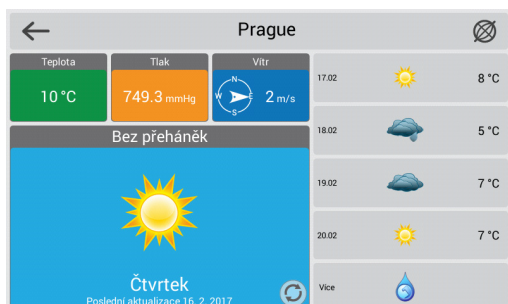 Prague
Teplota
Tlak
Vítr
10 °C
749.3 mmHg
N
W
E
S
2 m/s
Bez přeháněk
Čtvrtek
Poslední aktualizace 16. 2. 2017
17.02
8 °C
18.02
5 °C
19.02
7 °C
20.02
7 °C
Více